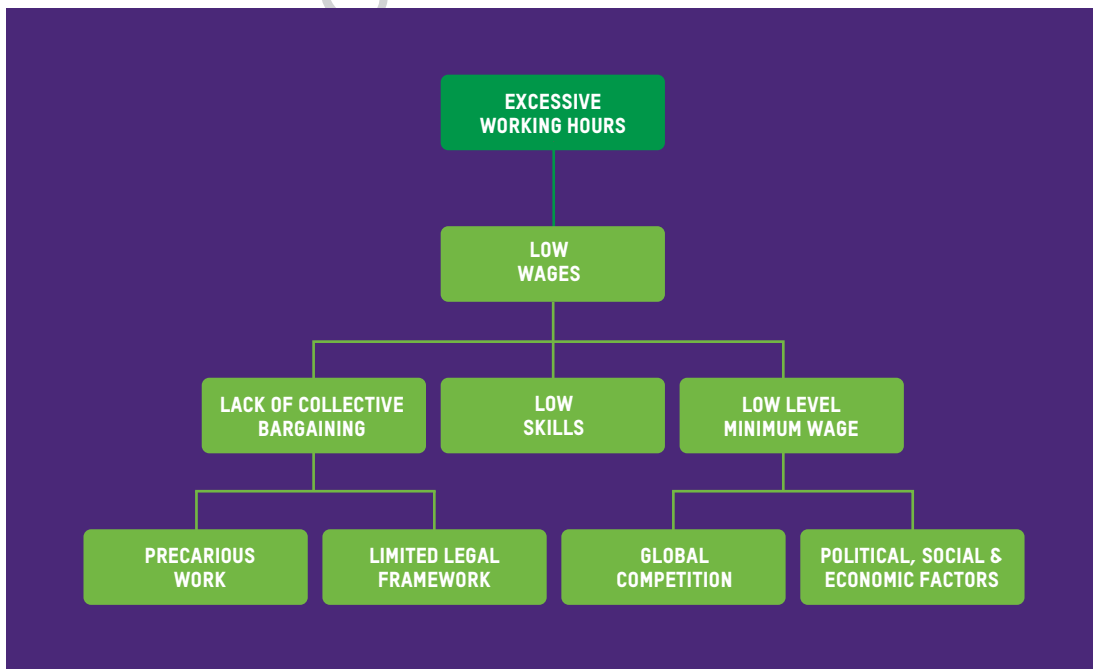 EXCESSIVE
WORKING HOURS
LOW
WAGES
LACK OF COLLECTIVE
BARGAINING
LOW
SKILLS
LOW LEVEL
MINIMUM WAGE
PRECARIOUS
WORK
LIMITED LEGAL
FRAMEWORK
GLOBAL
COMPETITION
POLITICAL, SOCIAL &
ECONOMIC FACTORS